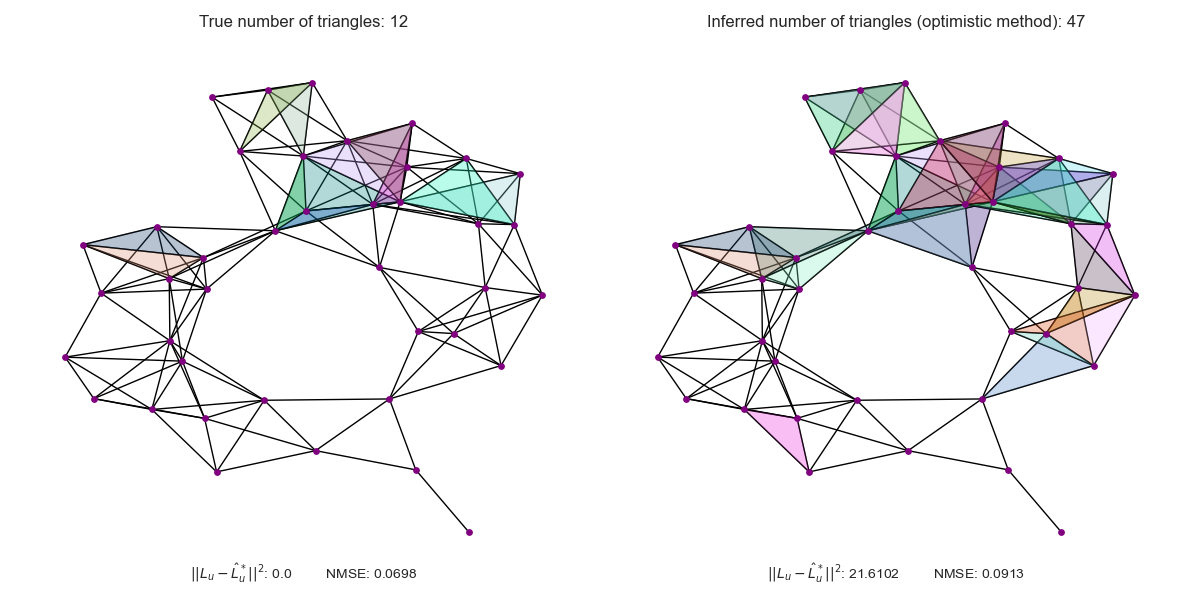 True number of triangles: 12
Inferred number of triangles (optimistic method): 47
$||L_u - \hat{L}_u^*||^2$: 0.0 NMSE: 0.0698
$||L_u - \hat{L}_u^*||^2$: 21.6102 NMSE: 0.0913